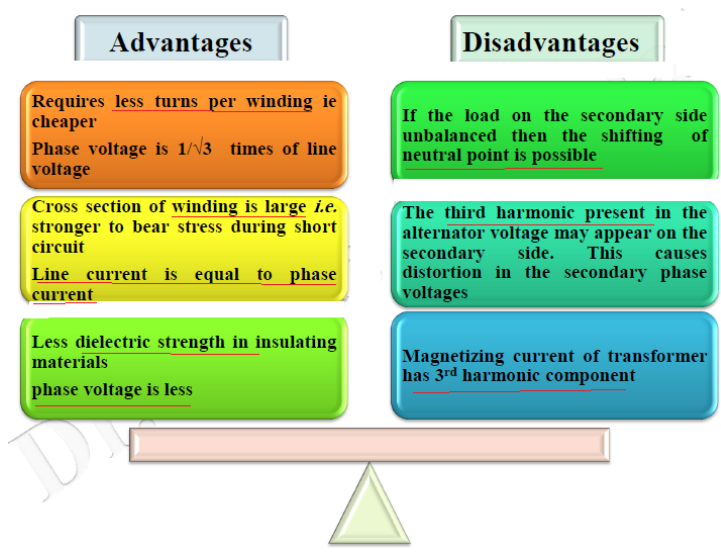 Advantages
Requires less turns per winding ie
cheaper
Phase voltage is 1/√3 times of line
voltage
Cross section of winding is large i.e.
stronger to bear stress during short
circuit
Line current is equal to phase
current
Less dielectric strength in insulating
materials
phase voltage is less
Disadvantages
If the load on the secondary side
unbalanced then the shifting of
neutral point is possible
The third harmonic present in the
alternator voltage may appear on the
secondary side. This causes
distortion in the secondary phase
voltages
Magnetizing current of transformer
has 3rd harmonic component